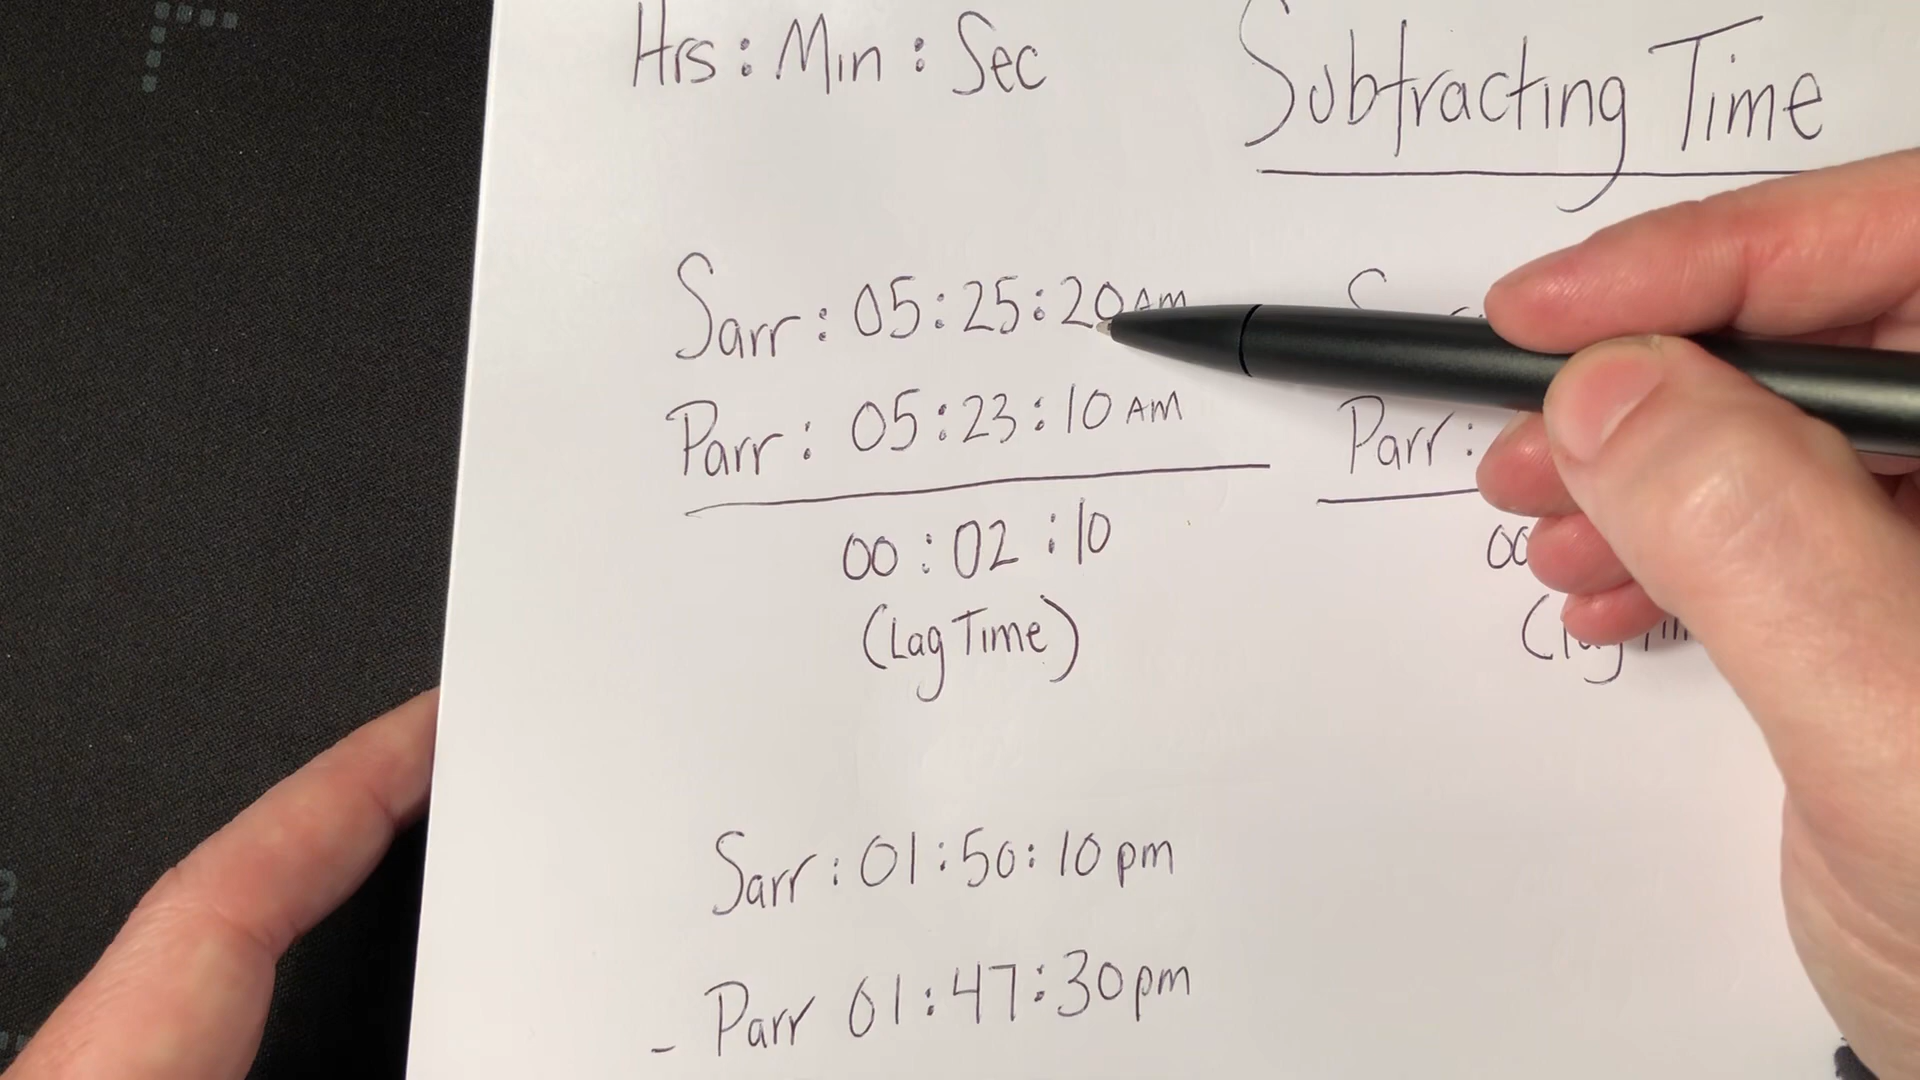 Hrs : Min : Sec
Subtracting Time
Sarr : 05:25:20 AM
Parr : 05:23:10 AM
00 : 02 : 10
(Lag Time)
Parr :
00
Sarr : 01:50:10 pm
- Parr 01:47:30 pm